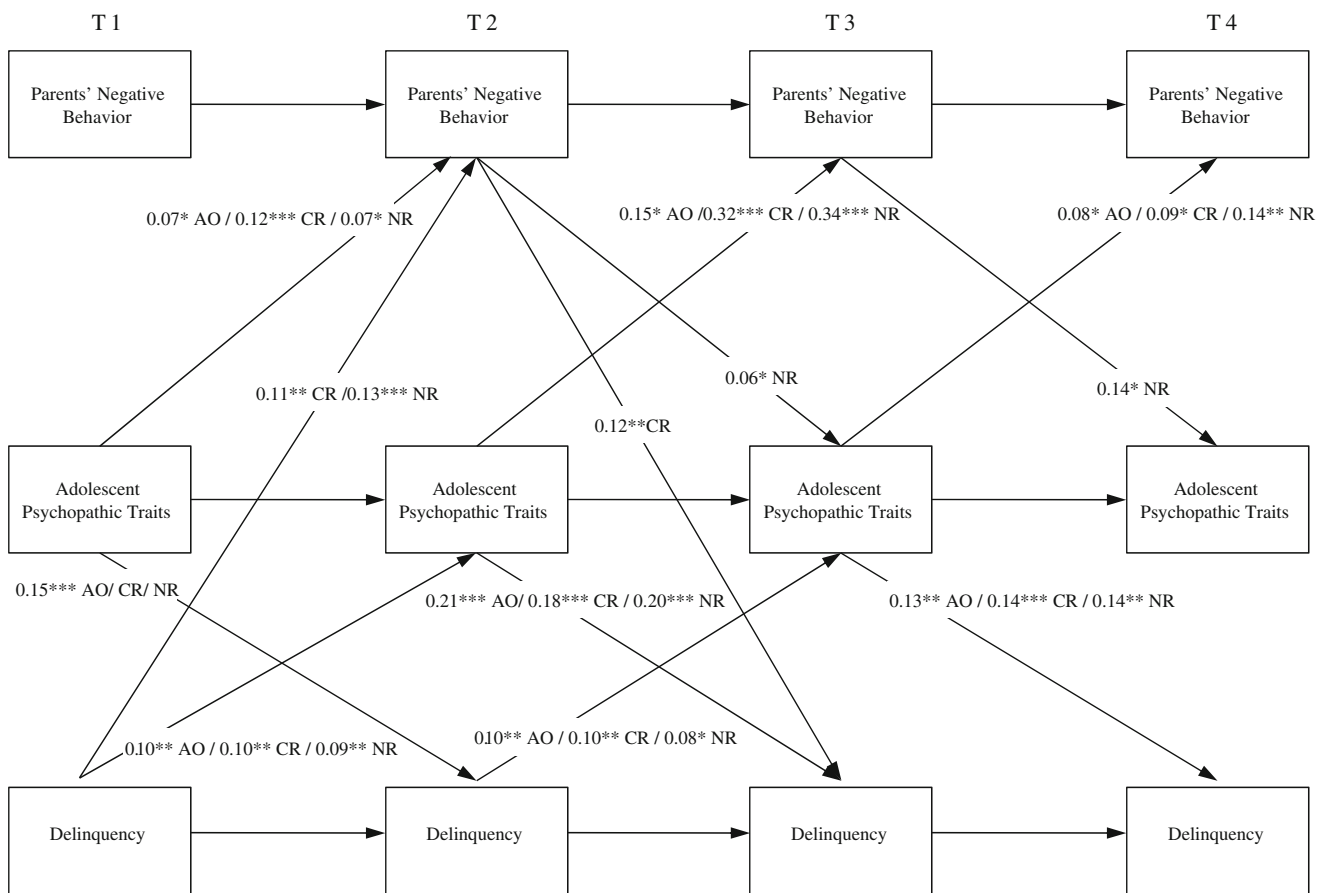 T 1 T 2 T 3 T 4
Parents’ Negative
Behavior
Parents’ Negative
Behavior
Parents’ Negative
Behavior
Parents’ Negative
Behavior
0.07* AO / 0.12*** CR / 0.07* NR
0.15* AO /0.32*** CR / 0.34*** NR
0.08* AO / 0.09* CR / 0.14** NR
0.11** CR /0.13*** NR
0.06* NR
0.14* NR
0.12**CR
Adolescent
Psychopathic Traits
Adolescent
Psychopathic Traits
Adolescent
Psychopathic Traits
Adolescent
Psychopathic Traits
0.15*** AO/ CR/ NR
0.21*** AO/ 0.18*** CR / 0.20*** NR
0.13** AO / 0.14*** CR / 0.14** NR
0.10** AO / 0.10** CR / 0.09** NR
0.10** AO / 0.10** CR / 0.08* NR
Delinquency
Delinquency
Delinquency
Delinquency